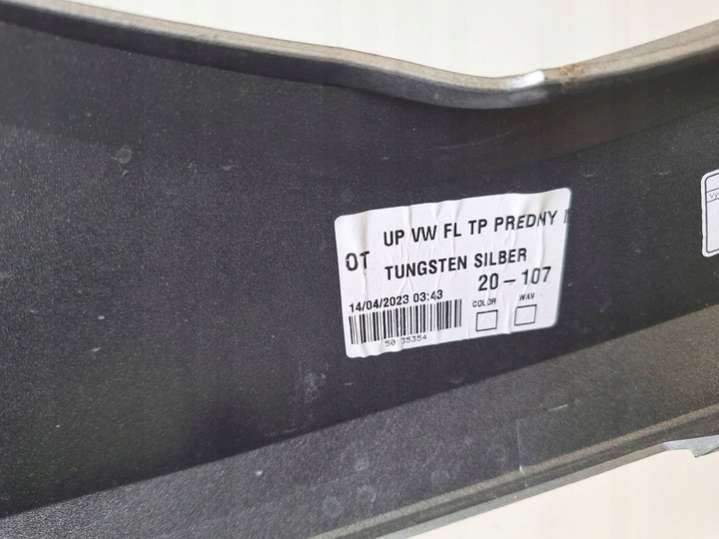 UP VW FL TP PREDNY
OT TUNGSTEN SILBER
20-107
14/04/2023 03:43
COLOR WAV